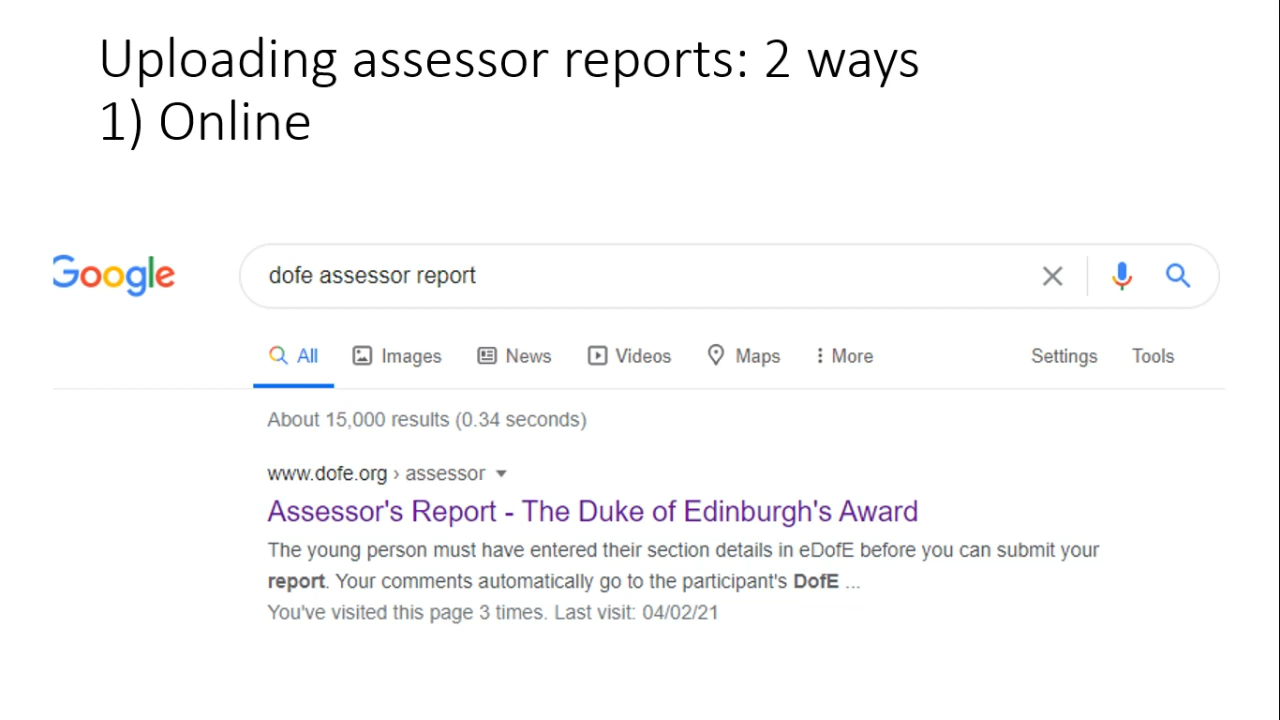 Uploading assessor reports: 2 ways
1) Online
Google
dofe assessor report
All Images News Videos Maps More Settings Tools
About 15,000 results (0.34 seconds)
www.dofe.org › assessor
Assessor's Report - The Duke of Edinburgh's Award
The young person must have entered their section details in eDofE before you can submit your
report. Your comments automatically go to the participant's DofE ...
You've visited this page 3 times. Last visit: 04/02/21